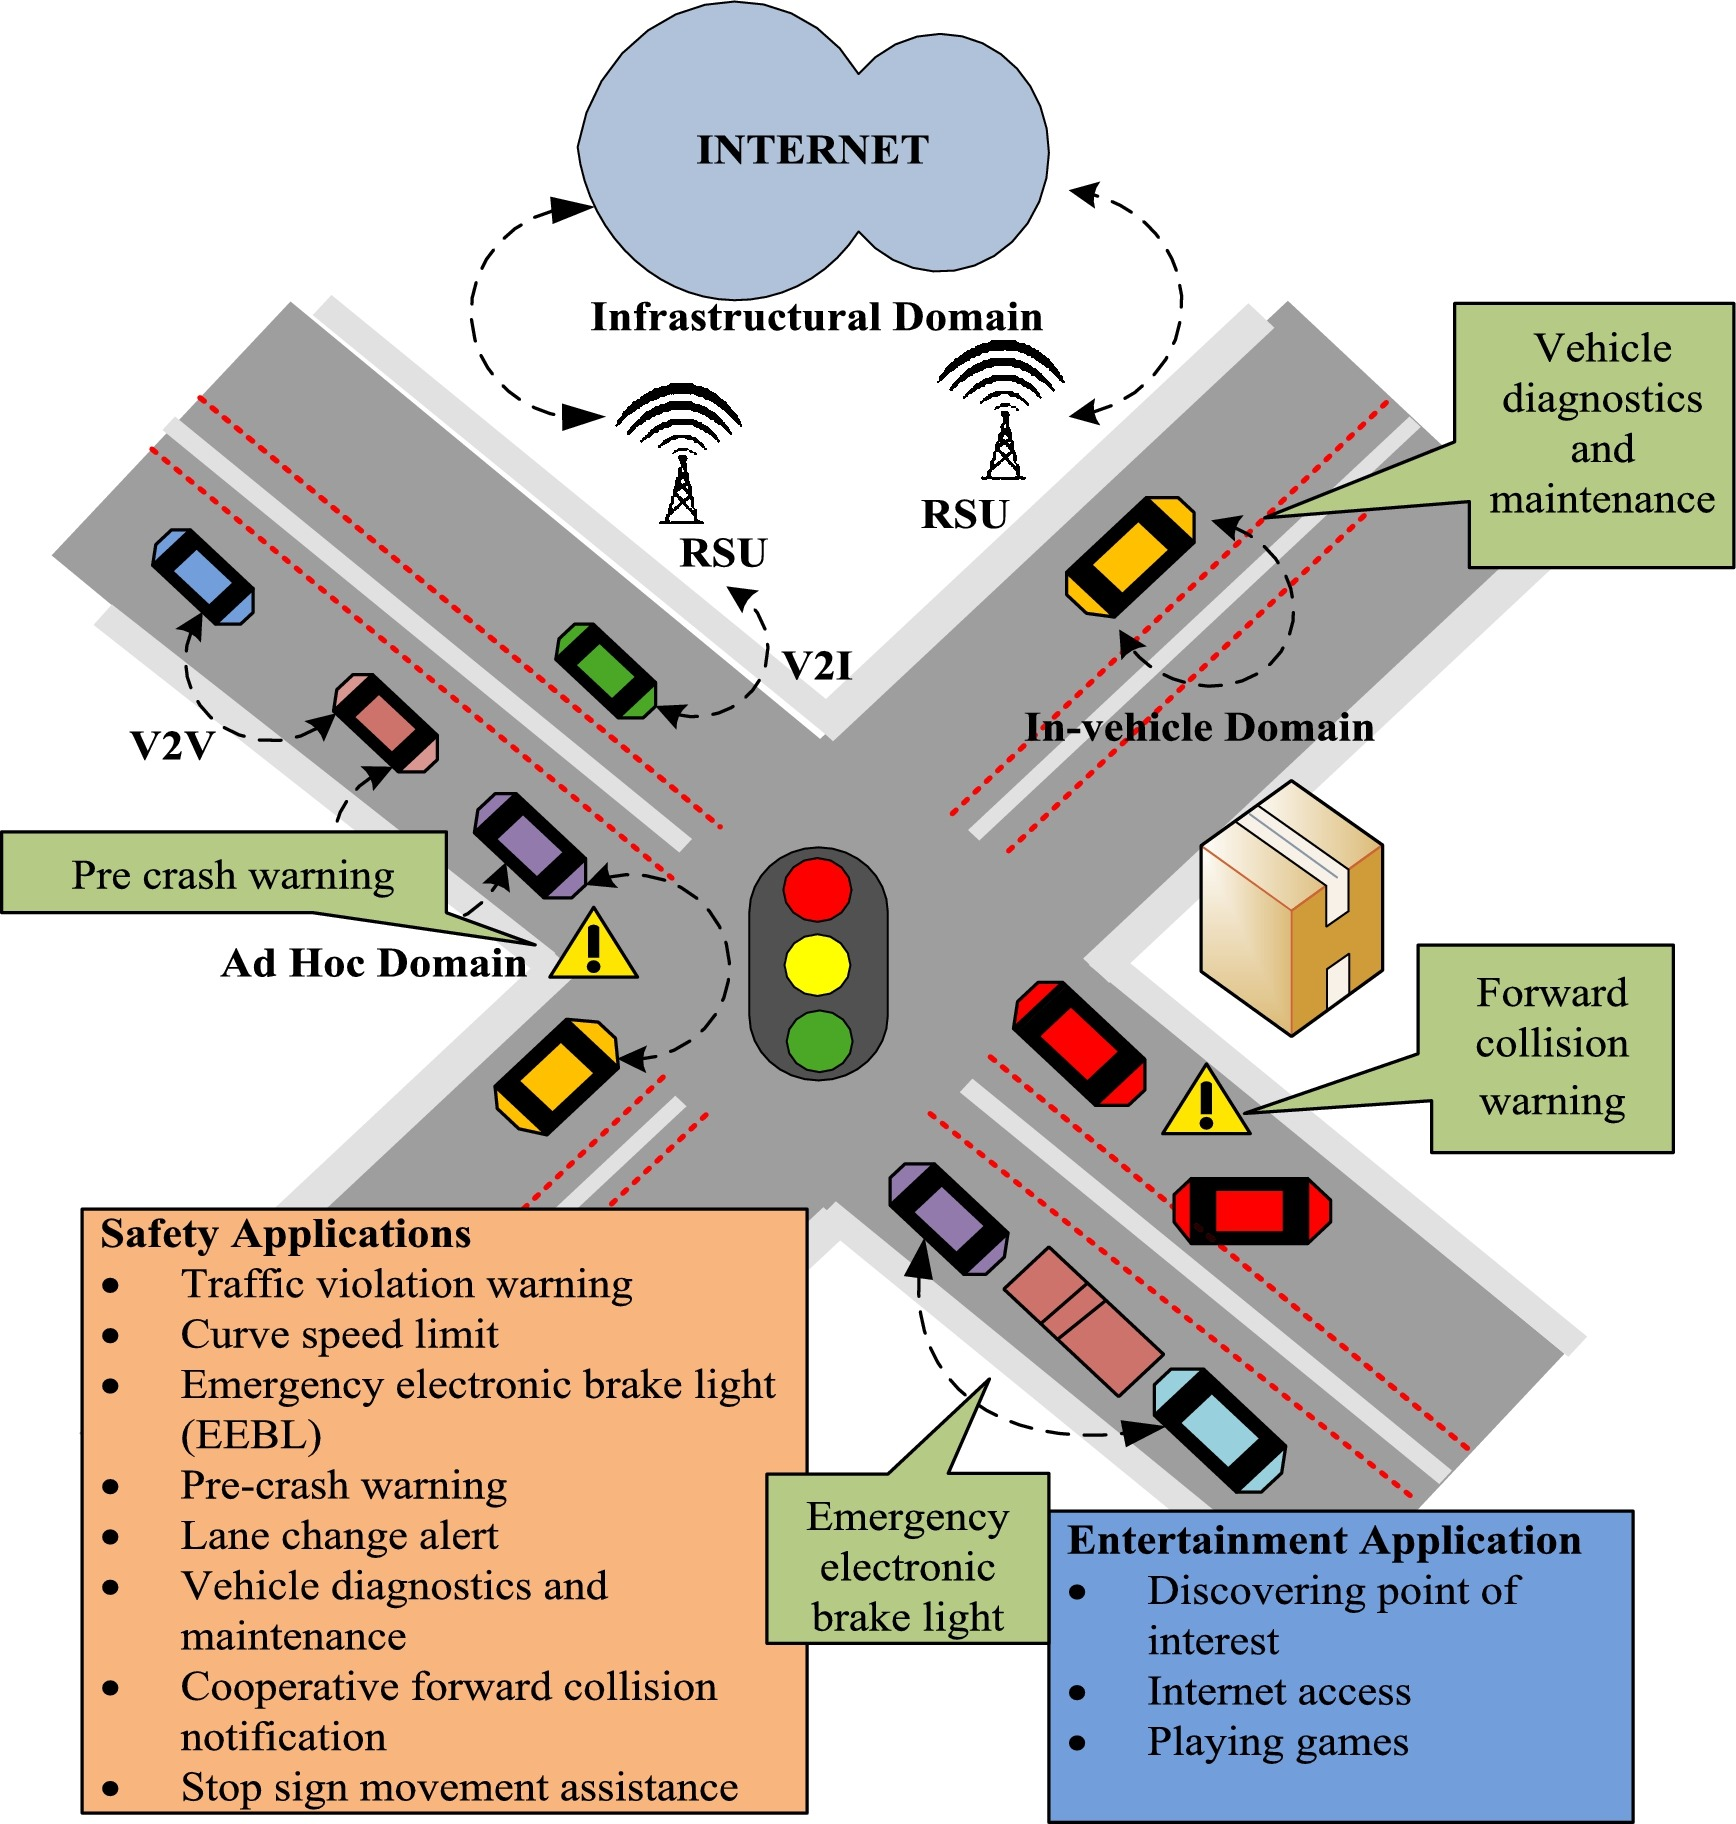 INTERNET
Infrastructural Domain
RSU
RSU
Vehicle
diagnostics
and
maintenance
V2I
V2V
In-vehicle Domain
Pre crash warning
Ad Hoc Domain
Forward
collision
warning
Safety Applications
• Traffic violation warning
• Curve speed limit
• Emergency electronic brake light
(EEBL)
• Pre-crash warning
• Lane change alert
• Vehicle diagnostics and
maintenance
• Cooperative forward collision
notification
• Stop sign movement assistance
Emergency
electronic
brake light
Entertainment Application
• Discovering point of
interest
• Internet access
• Playing games